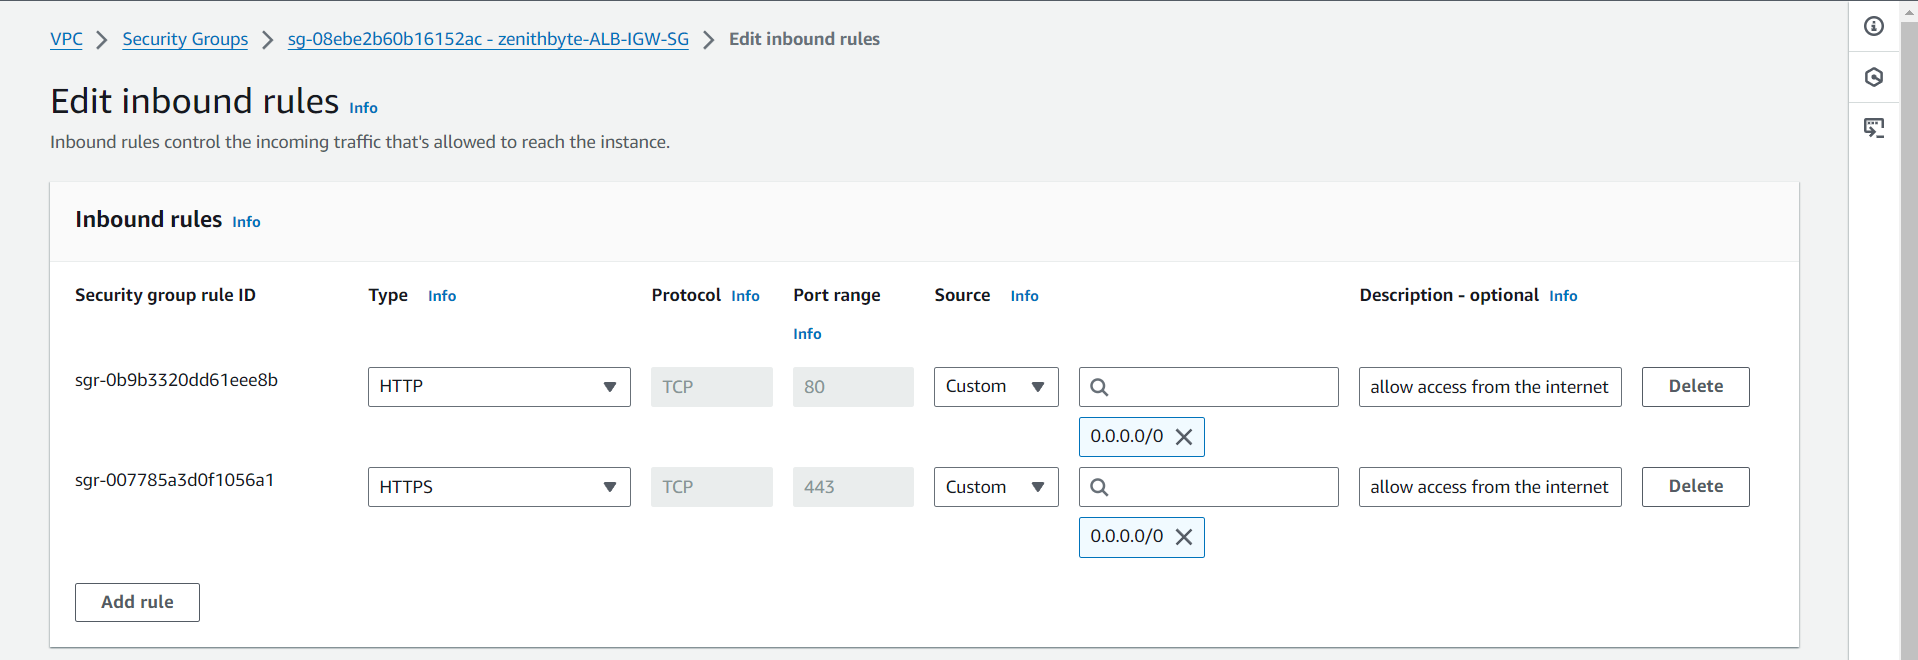 VPC > Security Groups > sg-08ebe2b60b16152ac - zenithbyte-ALB-IGW-SG > Edit inbound rules
Edit inbound rules Info
Inbound rules control the incoming traffic that's allowed to reach the instance.
Inbound rules Info
Security group rule ID Type Info Protocol Info Port range Source Info Description - optional Info
Info
sgr-0b9b3320dd61eee8b HTTP TCP 80 Custom allow access from the internet Delete
0.0.0.0/0
sgr-007785a3d0f1056a1 HTTPS TCP 443 Custom allow access from the internet Delete
0.0.0.0/0
Add rule